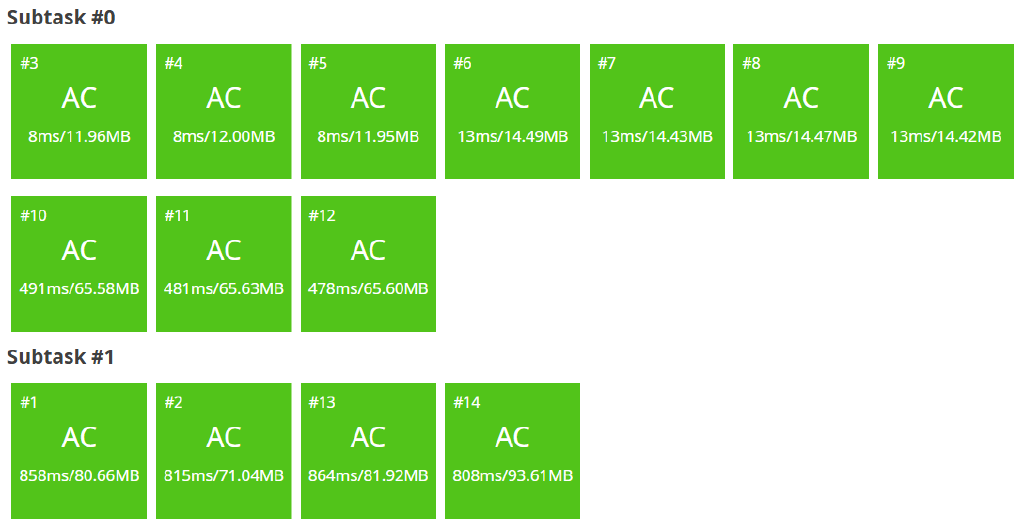 Subtask #0
#3 #4 #5 #6 #7 #8 #9
AC AC AC AC AC AC AC
8ms/11.96MB 8ms/12.00MB 8ms/11.95MB 13ms/14.49MB 13ms/14.43MB 13ms/14.47MB 13ms/14.42MB
#10 #11 #12
AC AC AC
491ms/65.58MB 481ms/65.63MB 478ms/65.60MB
Subtask #1
#1 #2 #13 #14
AC AC AC AC
858ms/80.66MB 815ms/71.04MB 864ms/81.92MB 808ms/93.61MB